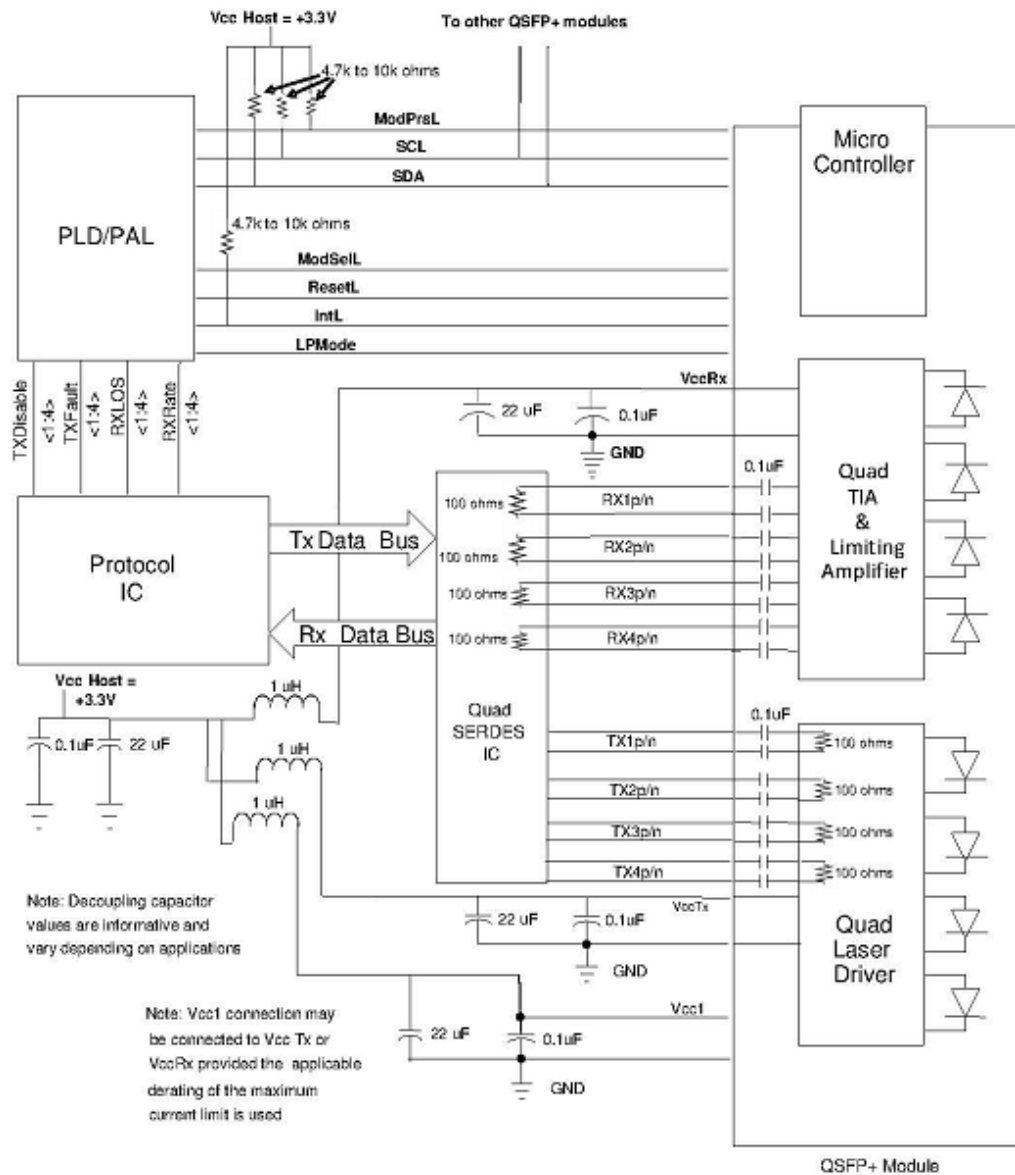 Vcc Host = +3.3V
To other QSFP+ modules
4.7k to 10k ohms
ModPrsL
SCL
SDA
PLD/PAL
4.7k to 10k ohms
ModSelL
ResetL
IntL
LPMode
Micro
Controller
TXDisable
<1:4>
TXFault
<1:4>
RXLOS
<1:4>
RXRate
<1:4>
VccRx
22 uF
0.1uF
GND
0.1uF
Quad
TIA
&
Limiting
Amplifier
100 ohms
RX1p/n
100 ohms
RX2p/n
100 ohms
RX3p/n
100 ohms
RX4p/n
Protocol
IC
Tx Data Bus
Rx Data Bus
Quad
SERDES
IC
Vcc Host =
+3.3V
0.1uF
22 uF
1 uH
1 uH
1 uH
0.1uF
TX1p/n
100 ohms
TX2p/n
100 ohms
TX3p/n
100 ohms
TX4p/n
100 ohms
VccTx
22 uF
0.1uF
GND
Quad
Laser
Driver
Note: Decoupling capacitor
values are informative and
vary depending on applications
Vcc1
22 uF
0.1uF
GND
Note: Vcc1 connection may
be connected to Vcc Tx or
VccRx provided the applicable
derating of the maximum
current limit is used
QSFP+ Module